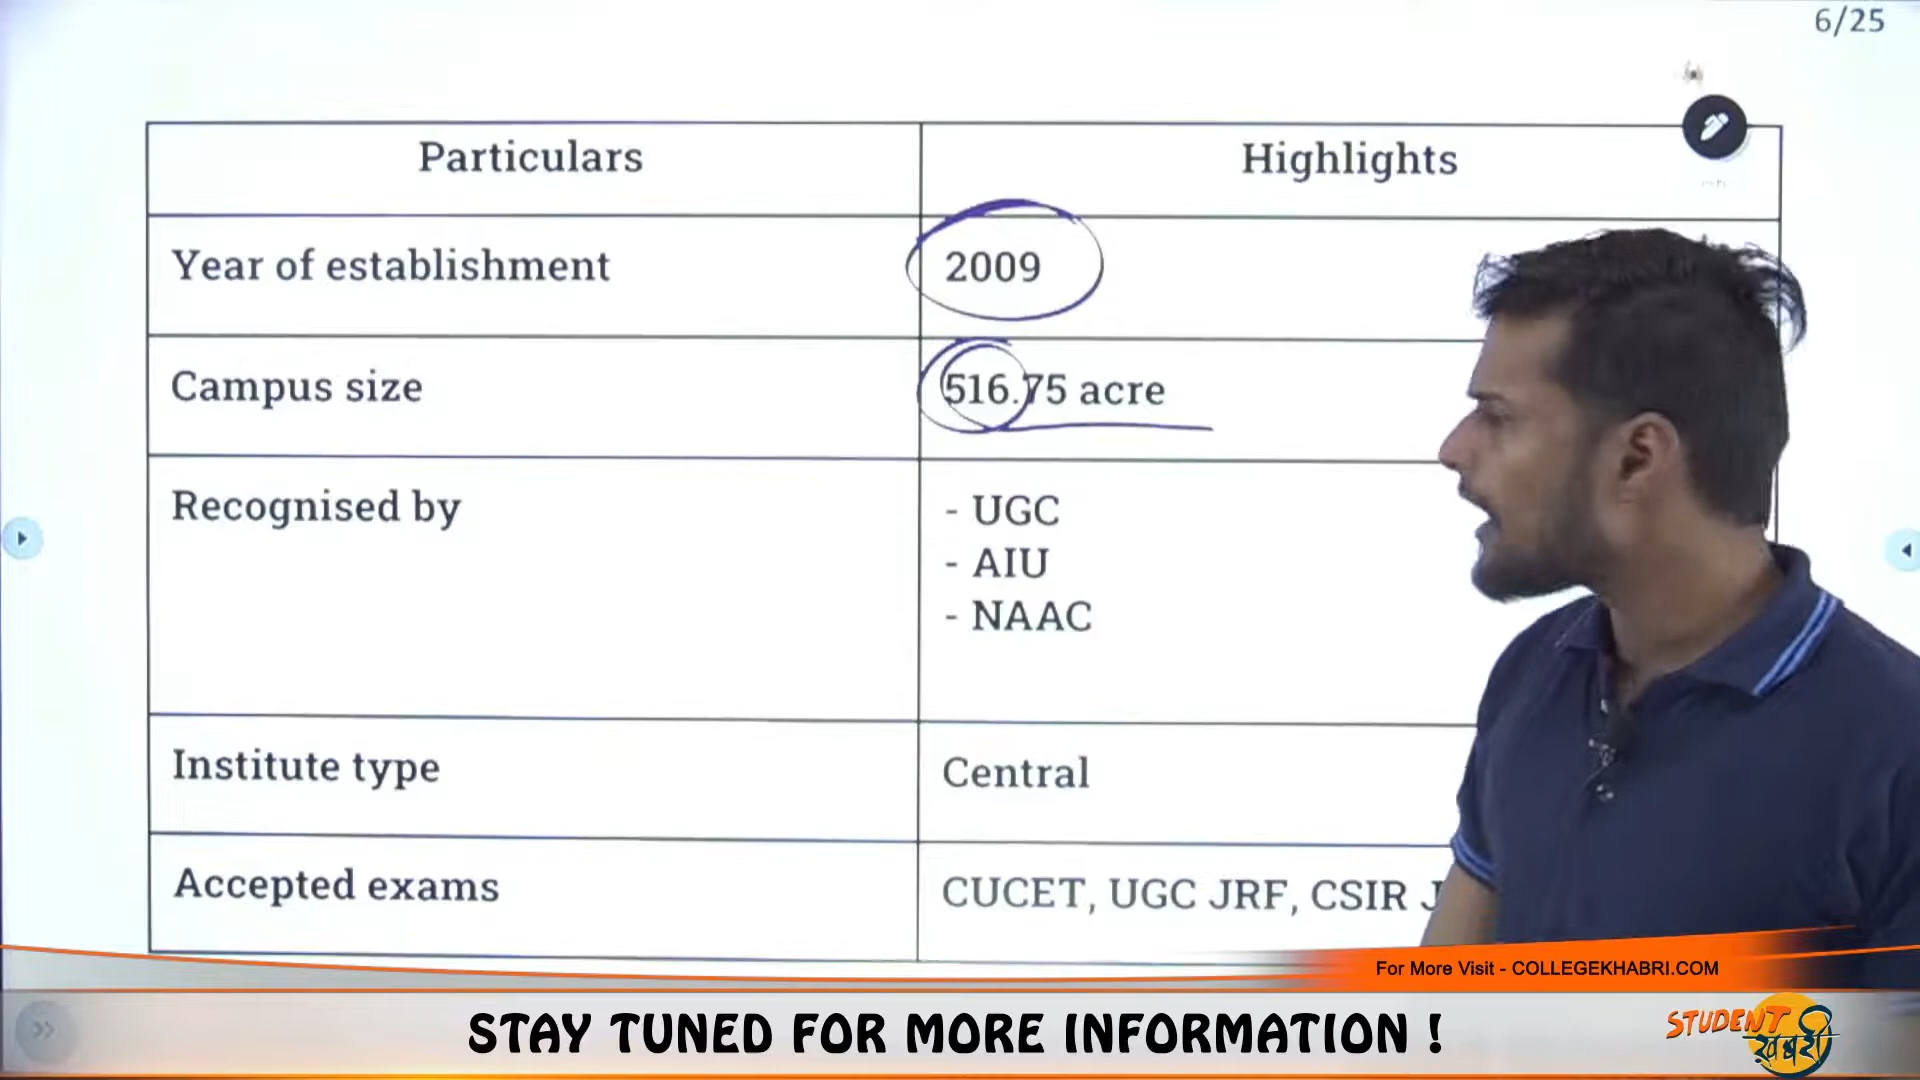 6/25
Particulars
Highlights
Year of establishment
2009
Campus size
516.75 acre
Recognised by
- UGC
- AIU
- NAAC
Institute type
Central
Accepted exams
CUCET, UGC JRF, CSIR J
For More Visit - COLLEGEKHABRI.COM
STAY TUNED FOR MORE INFORMATION !
STUDENT
खबरी